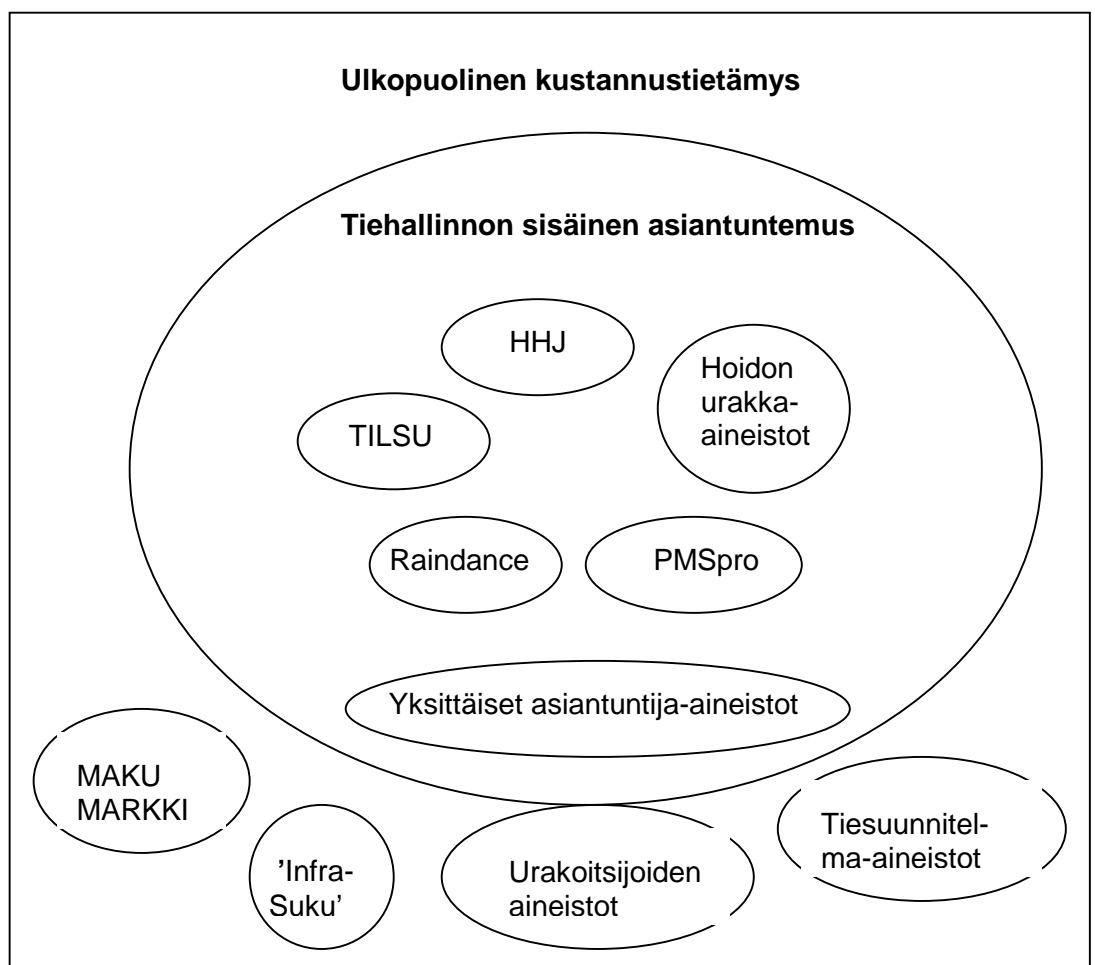 Ulkopuolinen kustannustietämys
Tiehallinnon sisäinen asiantuntemus
HHJ
Hoidon
urakka-
aineistot
TILSU
Raindance
PMSpro
Yksittäiset asiantuntija-aineistot
MAKU
MARKKI
'Infra-
Suku'
Urakoitsijoiden
aineistot
Tiesuunnitel-
ma-aineistot